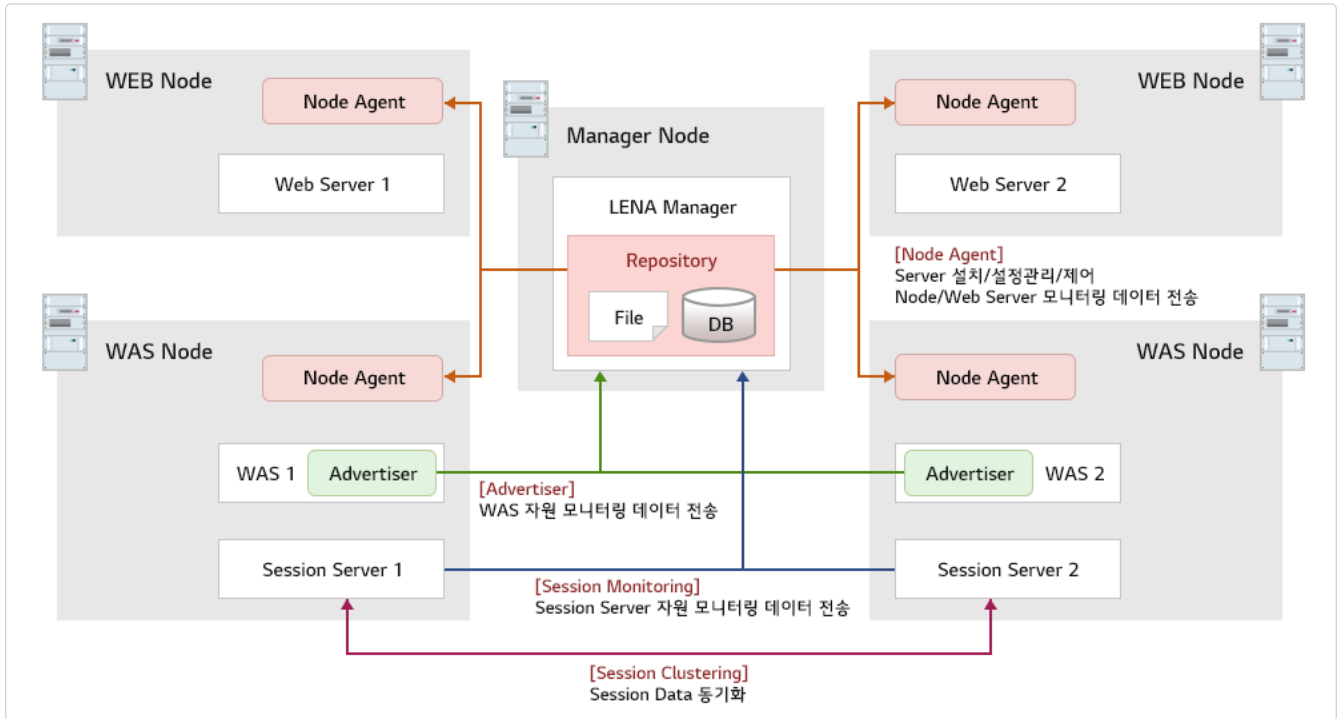 WEB Node
Node Agent
Web Server 1
Manager Node
LENA Manager
Repository
File
DB
WEB Node
Node Agent
Web Server 2
[Node Agent]
Server 설치/설정관리/제어
Node/Web Server 모니터링 데이터 전송
WAS Node
Node Agent
WAS 1
Advertiser
Session Server 1
WAS Node
Node Agent
Advertiser
WAS 2
Session Server 2
[Advertiser]
WAS 자원 모니터링 데이터 전송
[Session Monitoring]
Session Server 자원 모니터링 데이터 전송
[Session Clustering]
Session Data 동기화